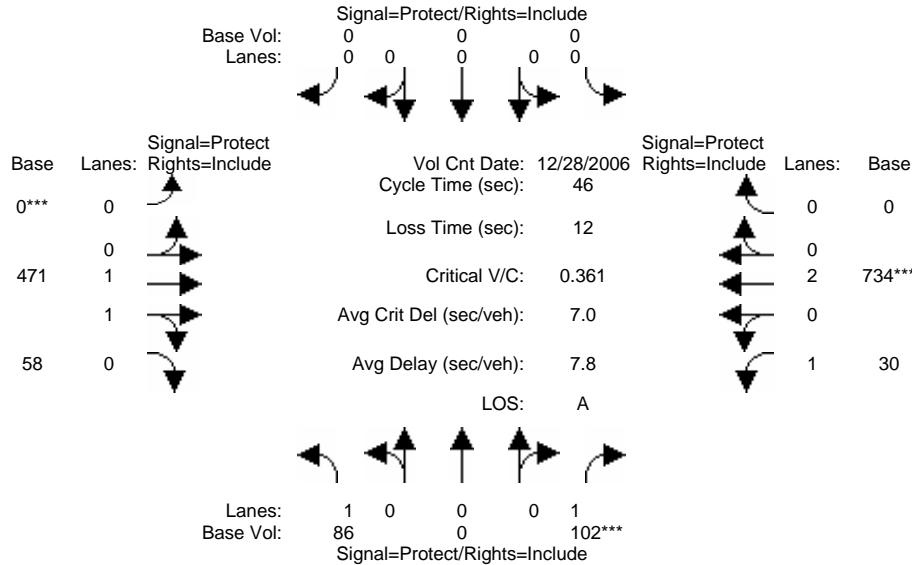 Signal=Protect/Rights=Include
Base Vol: 0 0 0
Lanes: 0 0 0 0 0
Signal=Protect Signal=Protect
Base Lanes: Rights=Include Vol Cnt Date: 12/28/2006 Rights=Include Lanes: Base
Cycle Time (sec): 46
0*** 0 0 0
Loss Time (sec): 12
0 0
471 1 Critical V/C: 0.361 2 734***
1 Avg Crit Del (sec/veh): 7.0 0
58 0 Avg Delay (sec/veh): 7.8 1 30
LOS: A
Lanes: 1 0 0 0 1
Base Vol: 86 0 102***
Signal=Protect/Rights=Include